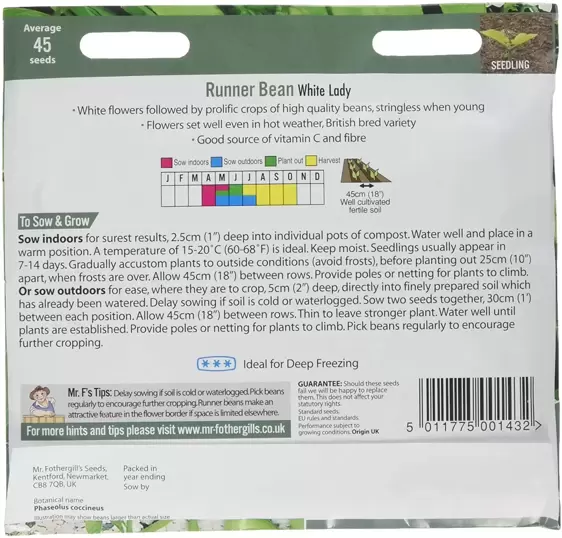 Average
45
seeds
SEEDLING
Runner Bean White Lady
• White flowers followed by prolific crops of high quality beans, stringless when young
• Flowers set well even in hot weather, British bred variety
• Good source of vitamin C and fibre
Sow indoors Sow outdoors Plant out Harvest
J F M A M J J A S O N D
45cm (18")
Well cultivated
fertile soil
To Sow & Grow
Sow indoors for surest results, 2.5cm (1") deep into individual pots of compost. Water well and place in a
warm position. A temperature of 15-20˚C (60-68˚F) is ideal. Keep moist. Seedlings usually appear in
7-14 days. Gradually accustom plants to outside conditions (avoid frosts), before planting out 25cm (10")
apart, when frosts are over. Allow 45cm (18") between rows. Provide poles or netting for plants to climb.
Or sow outdoors for ease, where they are to crop, 5cm (2") deep, directly into finely prepared soil which
has already been watered. Delay sowing if soil is cold or waterlogged. Sow two seeds together, 30cm (1')
between each position. Allow 45cm (18") between rows. Thin to leave stronger plant. Water well until
plants are established. Provide poles or netting for plants to climb. Pick beans regularly to encourage
further cropping.
Ideal for Deep Freezing
Mr. F's Tips: Delay sowing if soil is cold or waterlogged. Pick beans
regularly to encourage further cropping. Runner beans make an
attractive feature in the flower border if space is limited elsewhere.
For more hints and tips please visit www.mr-fothergills.co.uk
GUARANTEE: Should these seeds
fail we will be happy to replace
them. This does not affect your
statutory rights.
Standard seeds.
EU rules and standards.
Performance subject to
growing conditions. Origin UK
5 011775 001432 >
Mr. Fothergill's Seeds,
Kentford, Newmarket,
CB8 7QB, UK
Packed in
year ending
Sow by
Botanical name
Phaseolus coccineus
Illustration may show beans larger than actual size